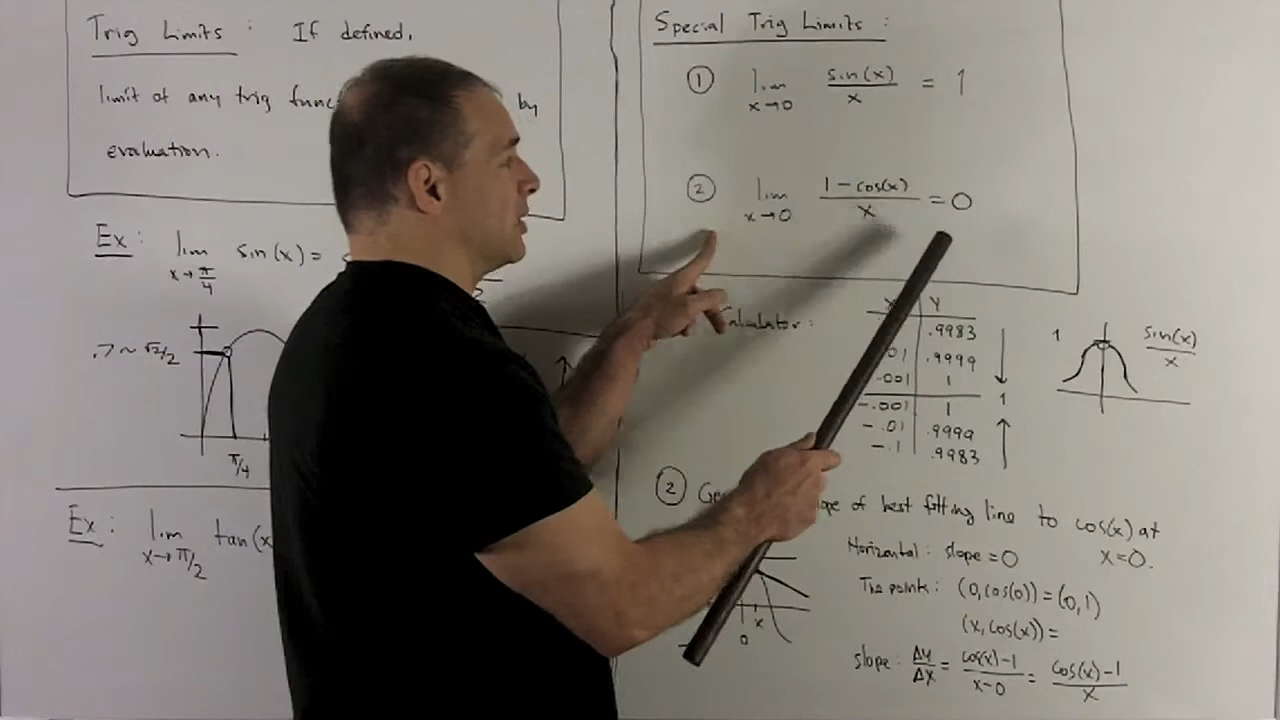 Trig Limits : If defined,
limit of any trig func by
evaluation.
Ex: lim x→π/4 sin(x) =
.7 ~ √2/2
π/4
Ex: lim x→π/2 tan(x
Special Trig Limits :
① lim x→0 sin(x)/x = 1
② lim x→0 1-cos(x)/x = 0
Calculator:
X Y
.9983
01 .9999
.001 1
-.001 1
-.01 .9999
-.1 .9983
1
1 sin(x)/x
② Ge ope of best fitting line to cos(x) at
x=0.
Horizontal: slope = 0
Two points: (0, cos(0)) = (0,1)
(x, cos(x)) =
slope: Δy/Δx = cos(x)-1/x-0 = cos(x)-1/x
0 x